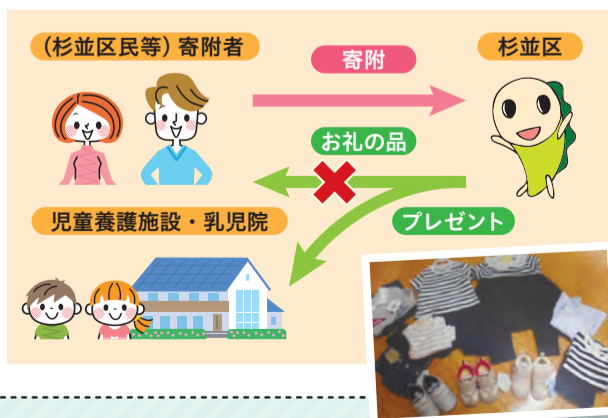 (杉並区民等)寄附者
寄附
杉並区
お礼の品
児童養護施設・乳児院
プレゼント